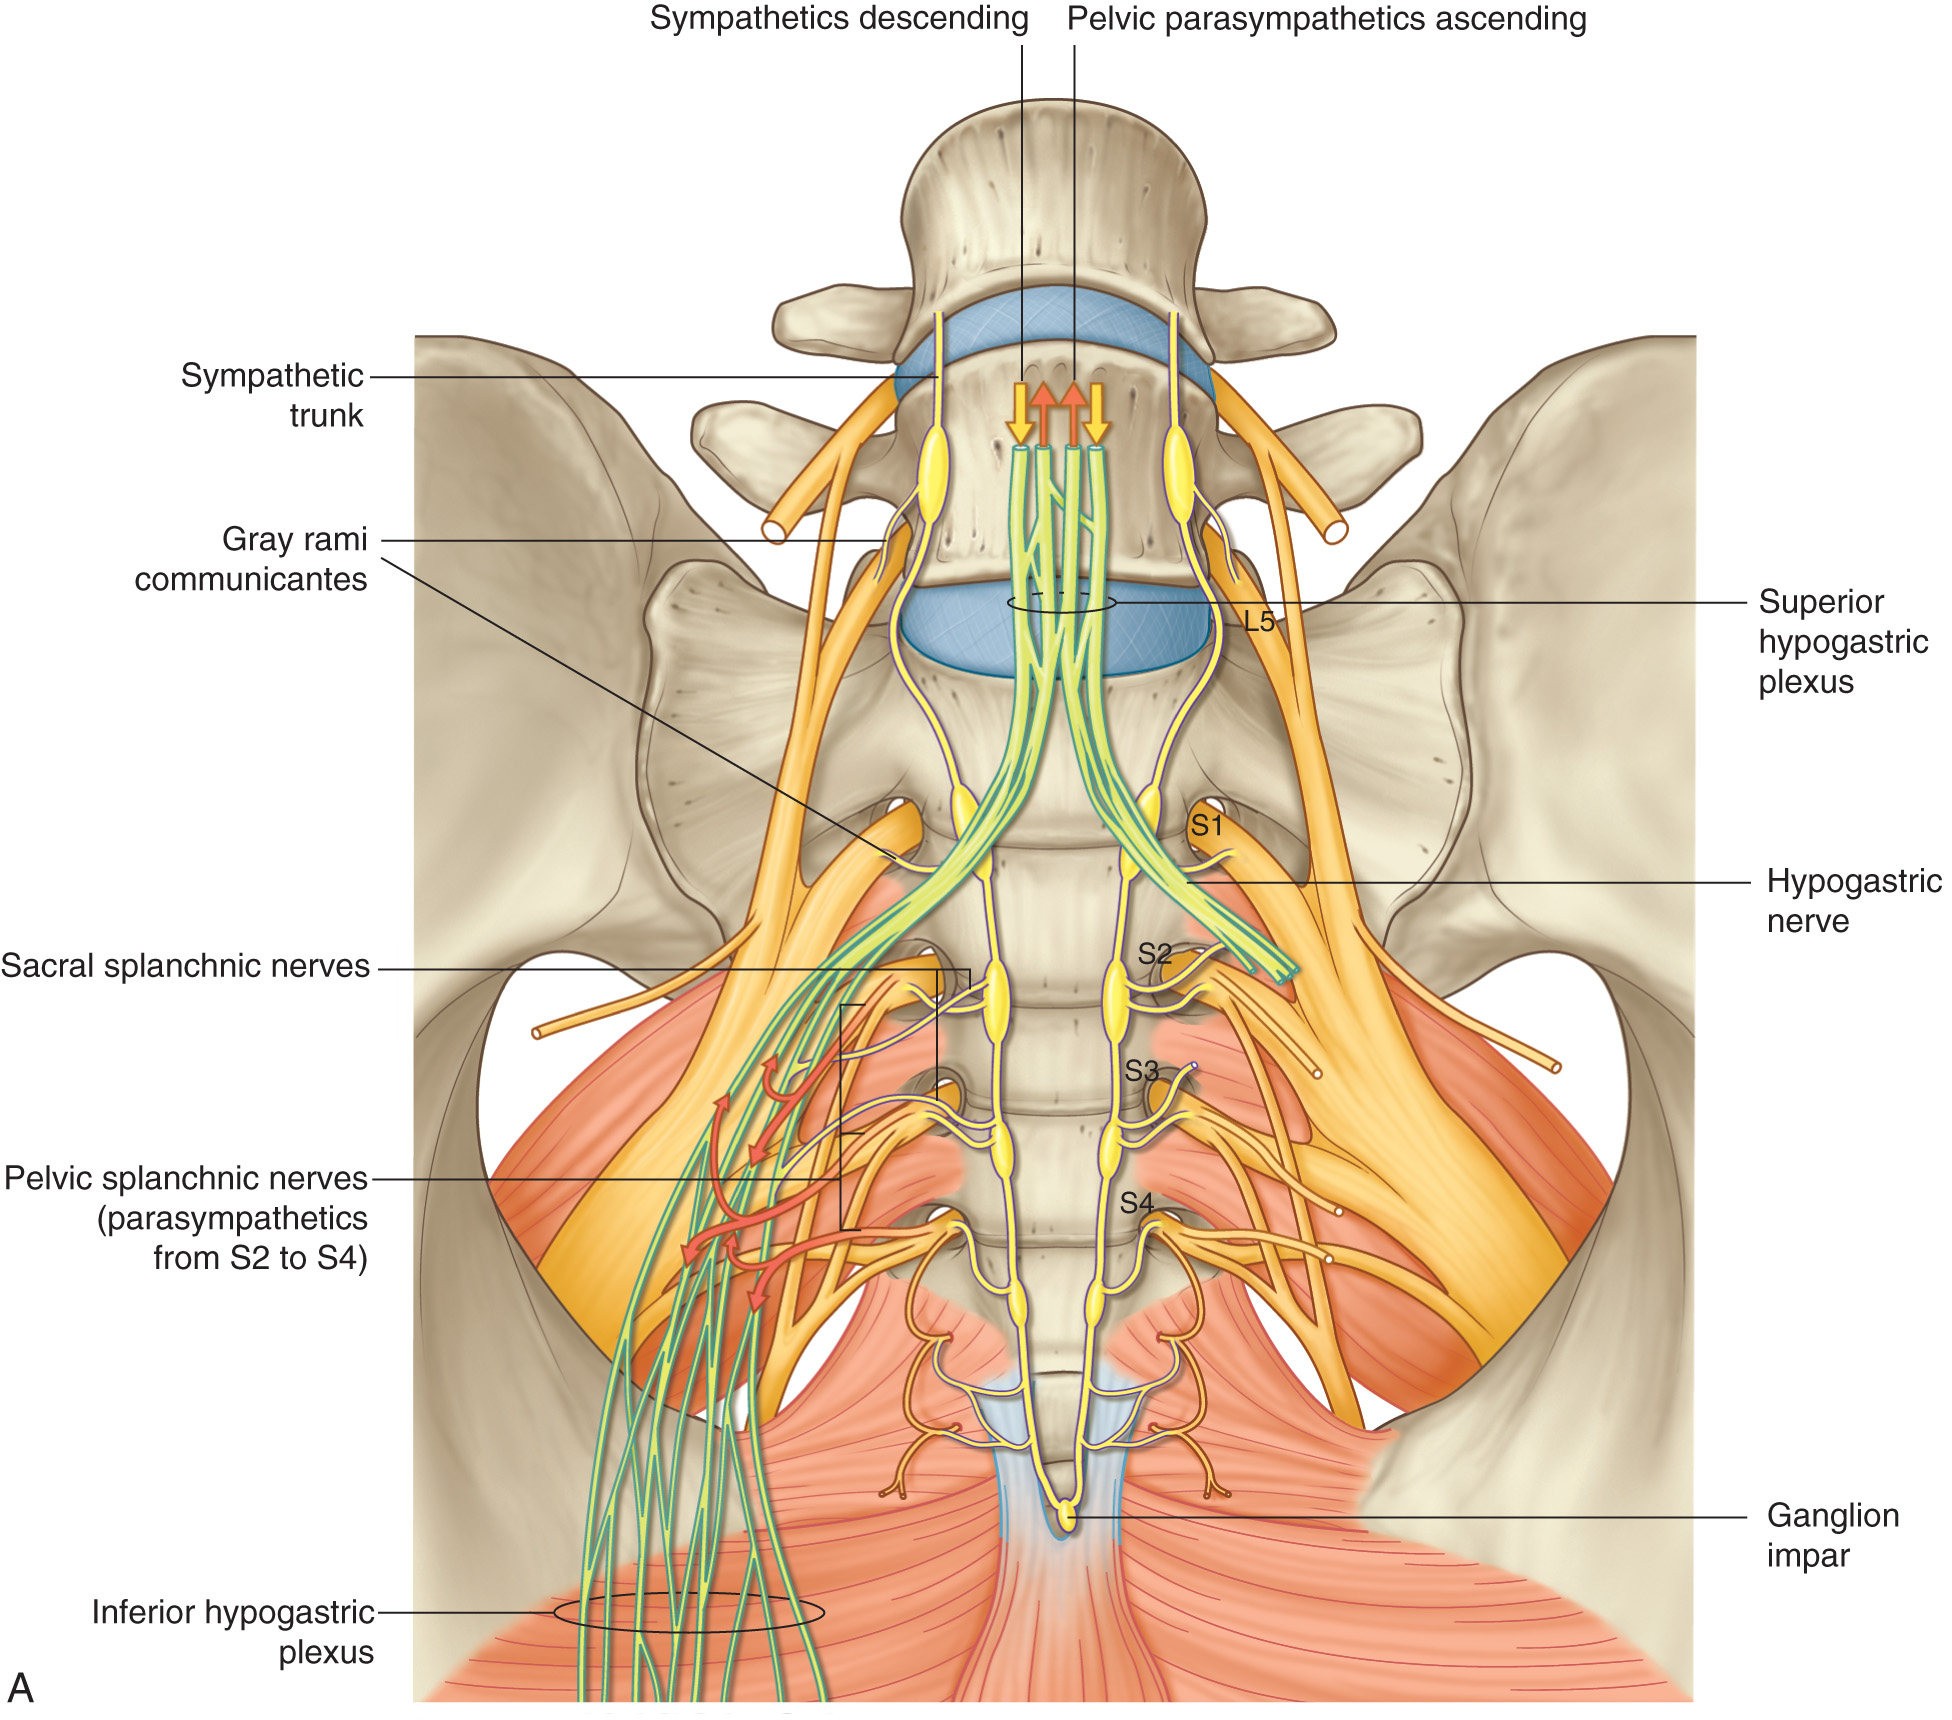 Sympathetics descending
Pelvic parasympathetics ascending
Sympathetic
trunk
Gray rami
communicantes
L5
Superior
hypogastric
plexus
S1
Hypogastric
nerve
S2
Sacral splanchnic nerves
S3
Pelvic splanchnic nerves
(parasympathetics
from S2 to S4)
S4
Ganglion
impar
Inferior hypogastric
plexus
A